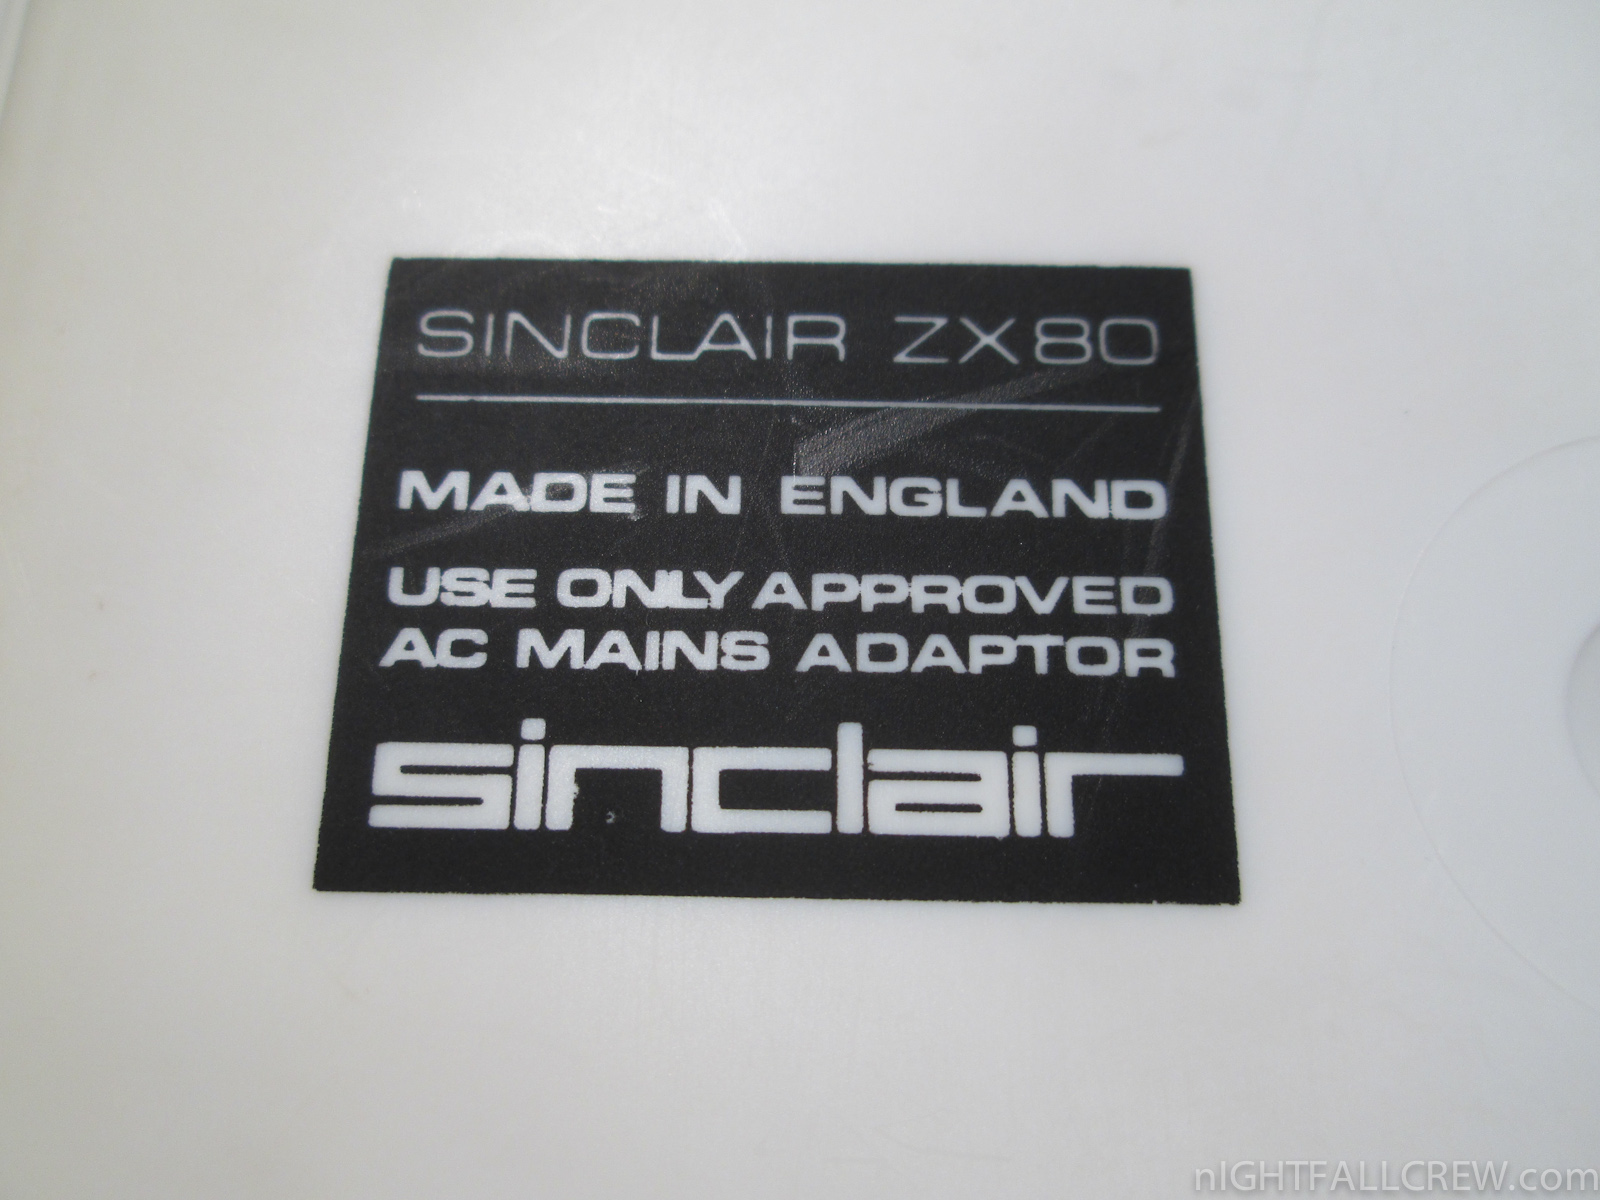 SINCLAIR ZX80
MADE IN ENGLAND
USE ONLY APPROVED
AC MAINS ADAPTOR
sinclair
nIGHTFALLCREW.com